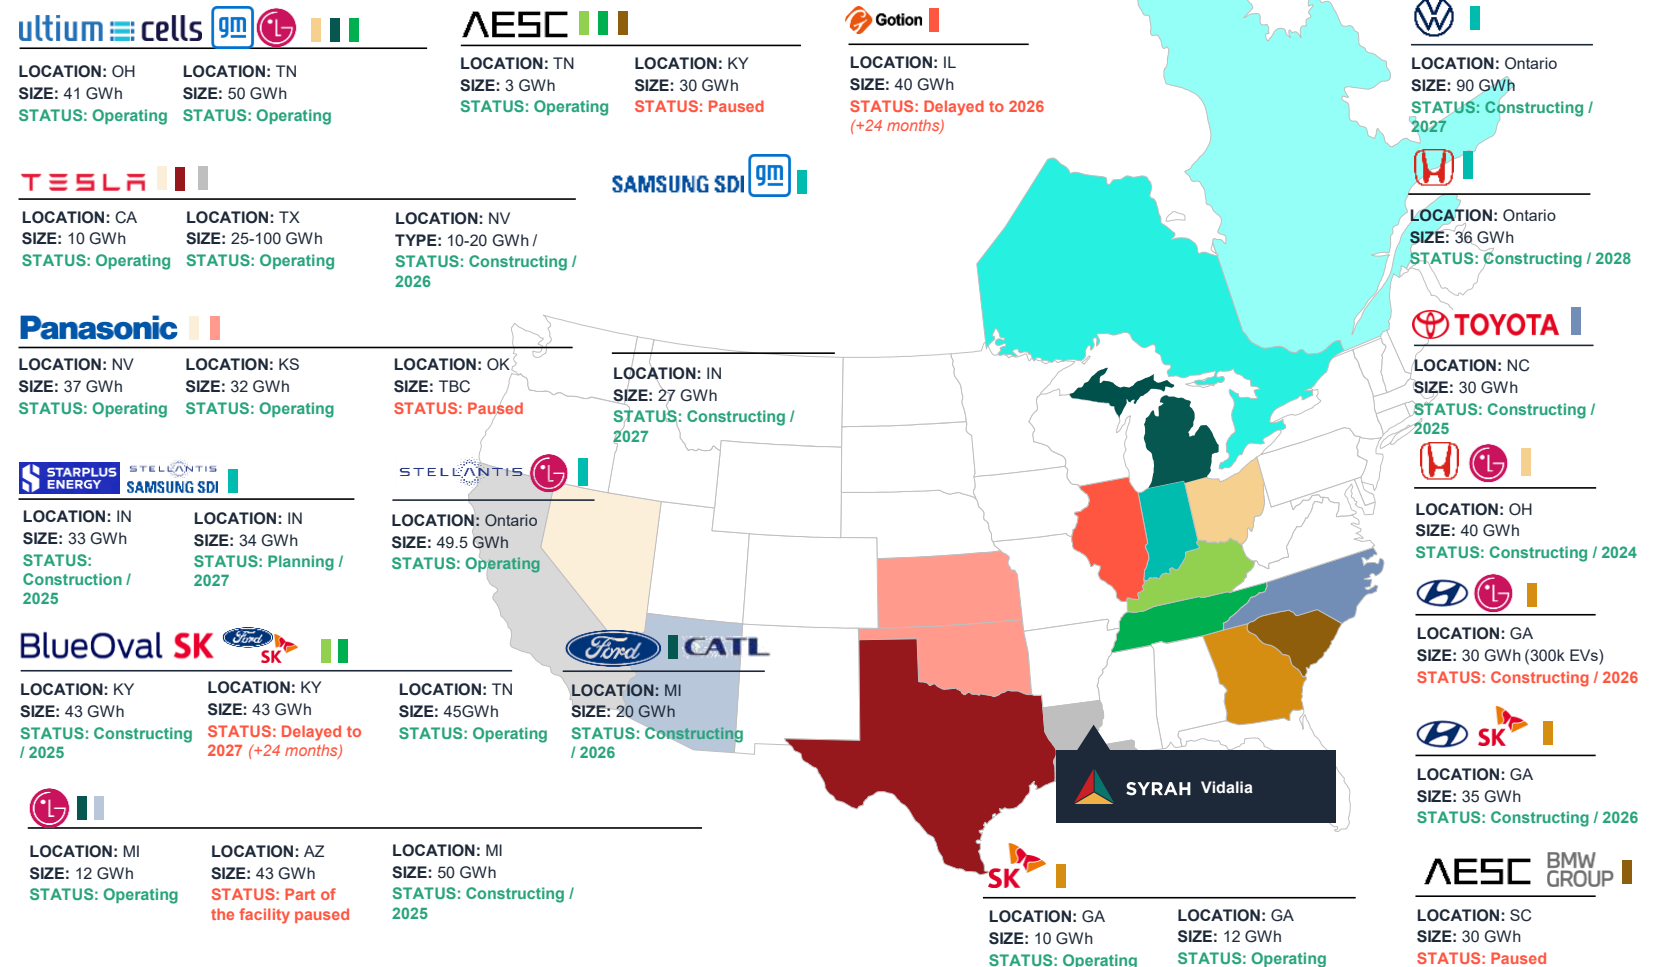 ultium cells gm LG
LOCATION: OH
SIZE: 41 GWh
STATUS: Operating
LOCATION: TN
SIZE: 50 GWh
STATUS: Operating
AESC
LOCATION: TN
SIZE: 3 GWh
STATUS: Operating
LOCATION: KY
SIZE: 30 GWh
STATUS: Paused
Gotion
LOCATION: IL
SIZE: 40 GWh
STATUS: Delayed to 2026
(+24 months)
LOCATION: Ontario
SIZE: 90 GWh
STATUS: Constructing /
2027
TESLA
LOCATION: CA
SIZE: 10 GWh
STATUS: Operating
LOCATION: TX
SIZE: 25-100 GWh
STATUS: Operating
LOCATION: NV
TYPE: 10-20 GWh /
STATUS: Constructing /
2026
SAMSUNG SDI gm
LOCATION: IN
SIZE: 27 GWh
STATUS: Constructing /
2027
LOCATION: Ontario
SIZE: 36 GWh
STATUS: Constructing / 2028
Panasonic
LOCATION: NV
SIZE: 37 GWh
STATUS: Operating
LOCATION: KS
SIZE: 32 GWh
STATUS: Operating
LOCATION: OK
SIZE: TBC
STATUS: Paused
TOYOTA
LOCATION: NC
SIZE: 30 GWh
STATUS: Constructing /
2025
STARPLUS
ENERGY
STELLANTIS
SAMSUNG SDI
LOCATION: IN
SIZE: 33 GWh
STATUS:
Construction /
2025
LOCATION: IN
SIZE: 34 GWh
STATUS: Planning /
2027
STELLANTIS LG
LOCATION: Ontario
SIZE: 49.5 GWh
STATUS: Operating
LG
LOCATION: OH
SIZE: 40 GWh
STATUS: Constructing / 2024
BlueOval SK Ford
SK
LOCATION: KY
SIZE: 43 GWh
STATUS: Constructing
/ 2025
LOCATION: KY
SIZE: 43 GWh
STATUS: Delayed to
2027 (+24 months)
LOCATION: TN
SIZE: 45GWh
STATUS: Operating
Ford CATL
LOCATION: MI
SIZE: 20 GWh
STATUS: Constructing
/ 2026
LG
LOCATION: GA
SIZE: 30 GWh (300k EVs)
STATUS: Constructing / 2026
SK
LOCATION: GA
SIZE: 35 GWh
STATUS: Constructing / 2026
SYRAH Vidalia
LG
LOCATION: MI
SIZE: 12 GWh
STATUS: Operating
LOCATION: AZ
SIZE: 43 GWh
STATUS: Part of
the facility paused
LOCATION: MI
SIZE: 50 GWh
STATUS: Constructing /
2025
SK
LOCATION: GA
SIZE: 10 GWh
STATUS: Operating
LOCATION: GA
SIZE: 12 GWh
STATUS: Operating
AESC BMW
GROUP
LOCATION: SC
SIZE: 30 GWh
STATUS: Paused